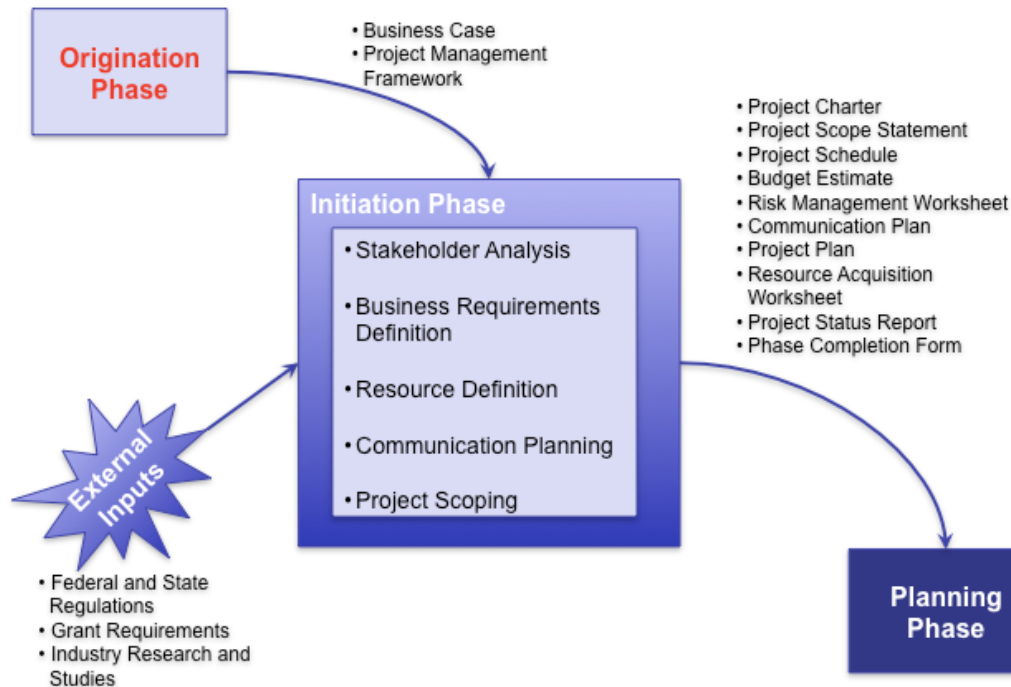 Origination
Phase
• Business Case
• Project Management
Framework
• Project Charter
• Project Scope Statement
• Project Schedule
• Budget Estimate
• Risk Management Worksheet
• Communication Plan
• Project Plan
• Resource Acquisition
Worksheet
• Project Status Report
• Phase Completion Form
Initiation Phase
• Stakeholder Analysis
• Business Requirements
Definition
• Resource Definition
• Communication Planning
• Project Scoping
External
Inputs
• Federal and State
Regulations
• Grant Requirements
• Industry Research and
Studies
Planning
Phase